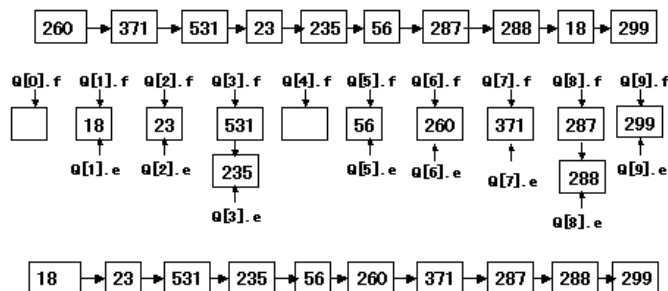 260 371 531 23 235 56 287 288 18 299
Q[0].f Q[1].f Q[2].f Q[3].f Q[4].f Q[5].f Q[6].f Q[7].f Q[8].f Q[9].f
18 23 531 56 260 371 287 299
Q[1].e Q[2].e 235 Q[5].e Q[6].e Q[7].e 288 Q[9].e
Q[3].e Q[8].e
18 23 531 235 56 260 371 287 288 299